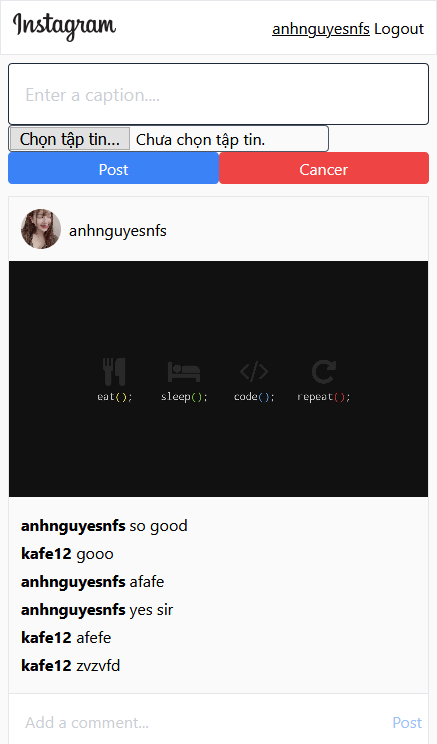 Instagram
anhnguyesnfs Logout
Enter a caption....
Chọn tập tin... Chưa chọn tập tin.
Post Cancer
anhnguyesnfs
eat(); sleep(); code(); repeat();
anhnguyesnfs so good
kafe12 gooo
anhnguyesnfs afafe
anhnguyesnfs yes sir
kafe12 afefe
kafe12 zvzvfd
Add a comment... Post